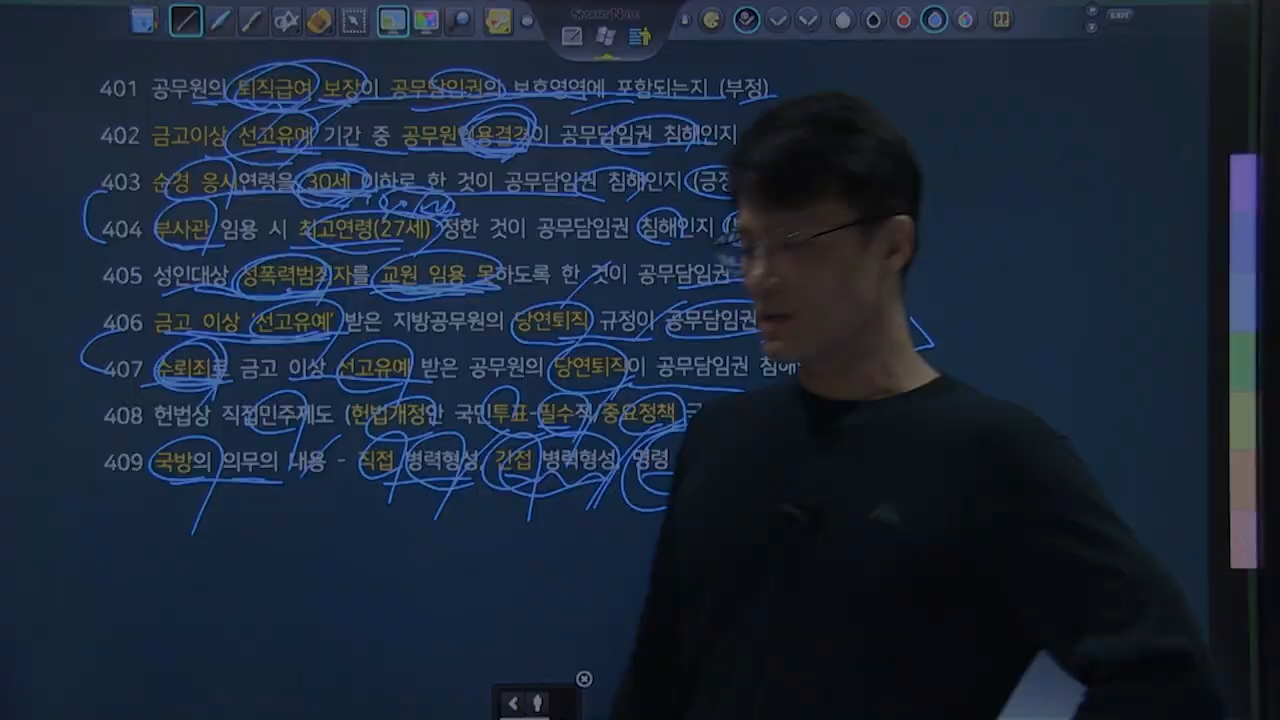 SmartNote
EXIT
401 공무원의 퇴직급여 보장이 공무담임권의 보호영역에 포함되는지 (부정)
402 금고이상 선고유예 기간 중 공무원임용결격이 공무담임권 침해인지
403 순경 응시연령을 30세 이하로 한 것이 공무담임권 침해인지 (긍정
404 부사관 임용 시 최고연령(27세) 정한 것이 공무담임권 침해인지
405 성인대상 성폭력범죄자를 교원 임용 못하도록 한 것이 공무담임권
406 금고 이상 '선고유예' 받은 지방공무원의 당연퇴직 규정이 공무담임권
407 수뢰죄로 금고 이상 선고유예 받은 공무원의 당연퇴직이 공무담임권 침해
408 헌법상 직접민주제도 (헌법개정안 국민투표-필수적/중요정책
409 국방의 의무의 내용 - 직접 병력형성, 간접 병력형성, 명령